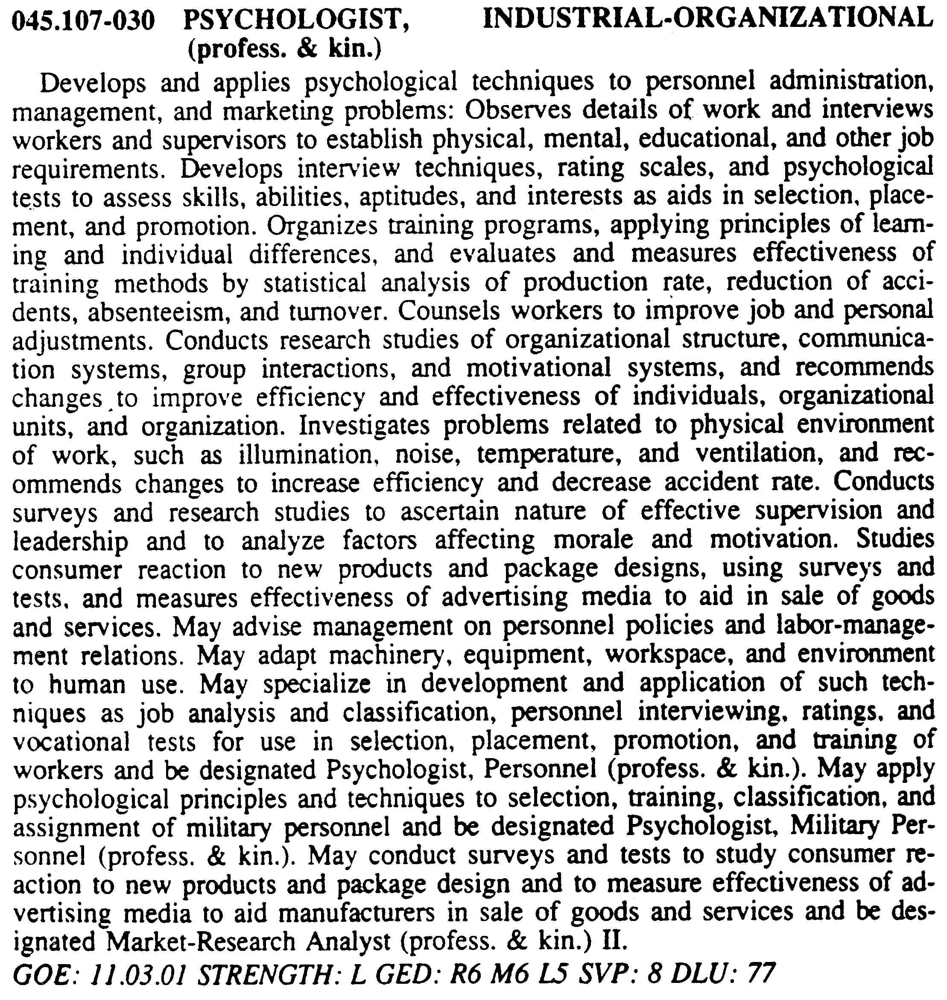 045.107-030 PSYCHOLOGIST, INDUSTRIAL-ORGANIZATIONAL
(profess. & kin.)
Develops and applies psychological techniques to personnel administration,
management, and marketing problems: Observes details of work and interviews
workers and supervisors to establish physical, mental, educational, and other job
requirements. Develops interview techniques, rating scales, and psychological
tests to assess skills, abilities, aptitudes, and interests as aids in selection, place-
ment, and promotion. Organizes training programs, applying principles of learn-
ing and individual differences, and evaluates and measures effectiveness of
training methods by statistical analysis of production rate, reduction of acci-
dents, absenteeism, and turnover. Counsels workers to improve job and personal
adjustments. Conducts research studies of organizational structure, communica-
tion systems, group interactions, and motivational systems, and recommends
changes to improve efficiency and effectiveness of individuals, organizational
units, and organization. Investigates problems related to physical environment
of work, such as illumination, noise, temperature, and ventilation, and rec-
ommends changes to increase efficiency and decrease accident rate. Conducts
surveys and research studies to ascertain nature of effective supervision and
leadership and to analyze factors affecting morale and motivation. Studies
consumer reaction to new products and package designs, using surveys and
tests, and measures effectiveness of advertising media to aid in sale of goods
and services. May advise management on personnel policies and labor-manage-
ment relations. May adapt machinery, equipment, workspace, and environment
to human use. May specialize in development and application of such tech-
niques as job analysis and classification, personnel interviewing, ratings, and
vocational tests for use in selection, placement, promotion, and training of
workers and be designated Psychologist, Personnel (profess. & kin.). May apply
psychological principles and techniques to selection, training, classification, and
assignment of military personnel and be designated Psychologist, Military Per-
sonnel (profess. & kin.). May conduct surveys and tests to study consumer re-
action to new products and package design and to measure effectiveness of ad-
vertising media to aid manufacturers in sale of goods and services and be des-
ignated Market-Research Analyst (profess. & kin.) II.
GOE: 11.03.01 STRENGTH: L GED: R6 M6 L5 SVP: 8 DLU: 77